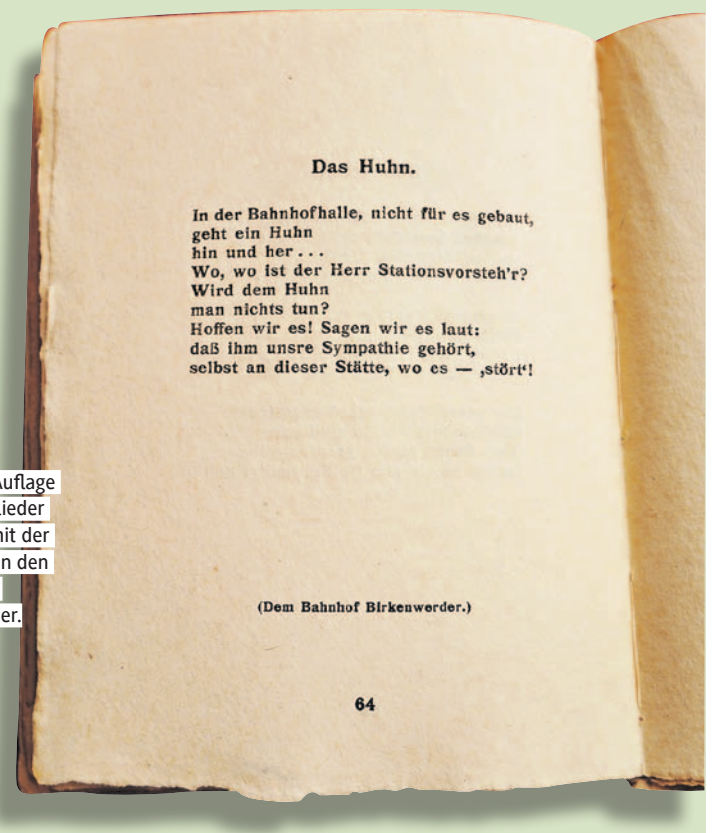 Das Huhn.
In der Bahnhofhalle, nicht für es gebaut,
geht ein Huhn
hin und her . . .
Wo, wo ist der Herr Stationsvorsteh'r?
Wird dem Huhn
man nichts tun?
Hoffen wir es! Sagen wir es laut:
daß ihm unsre Sympathie gehört,
selbst an dieser Stätte, wo es — ‚stört‘!
Auflage
Lieder
mit der
n den
er.
(Dem Bahnhof Birkenwerder.)
64